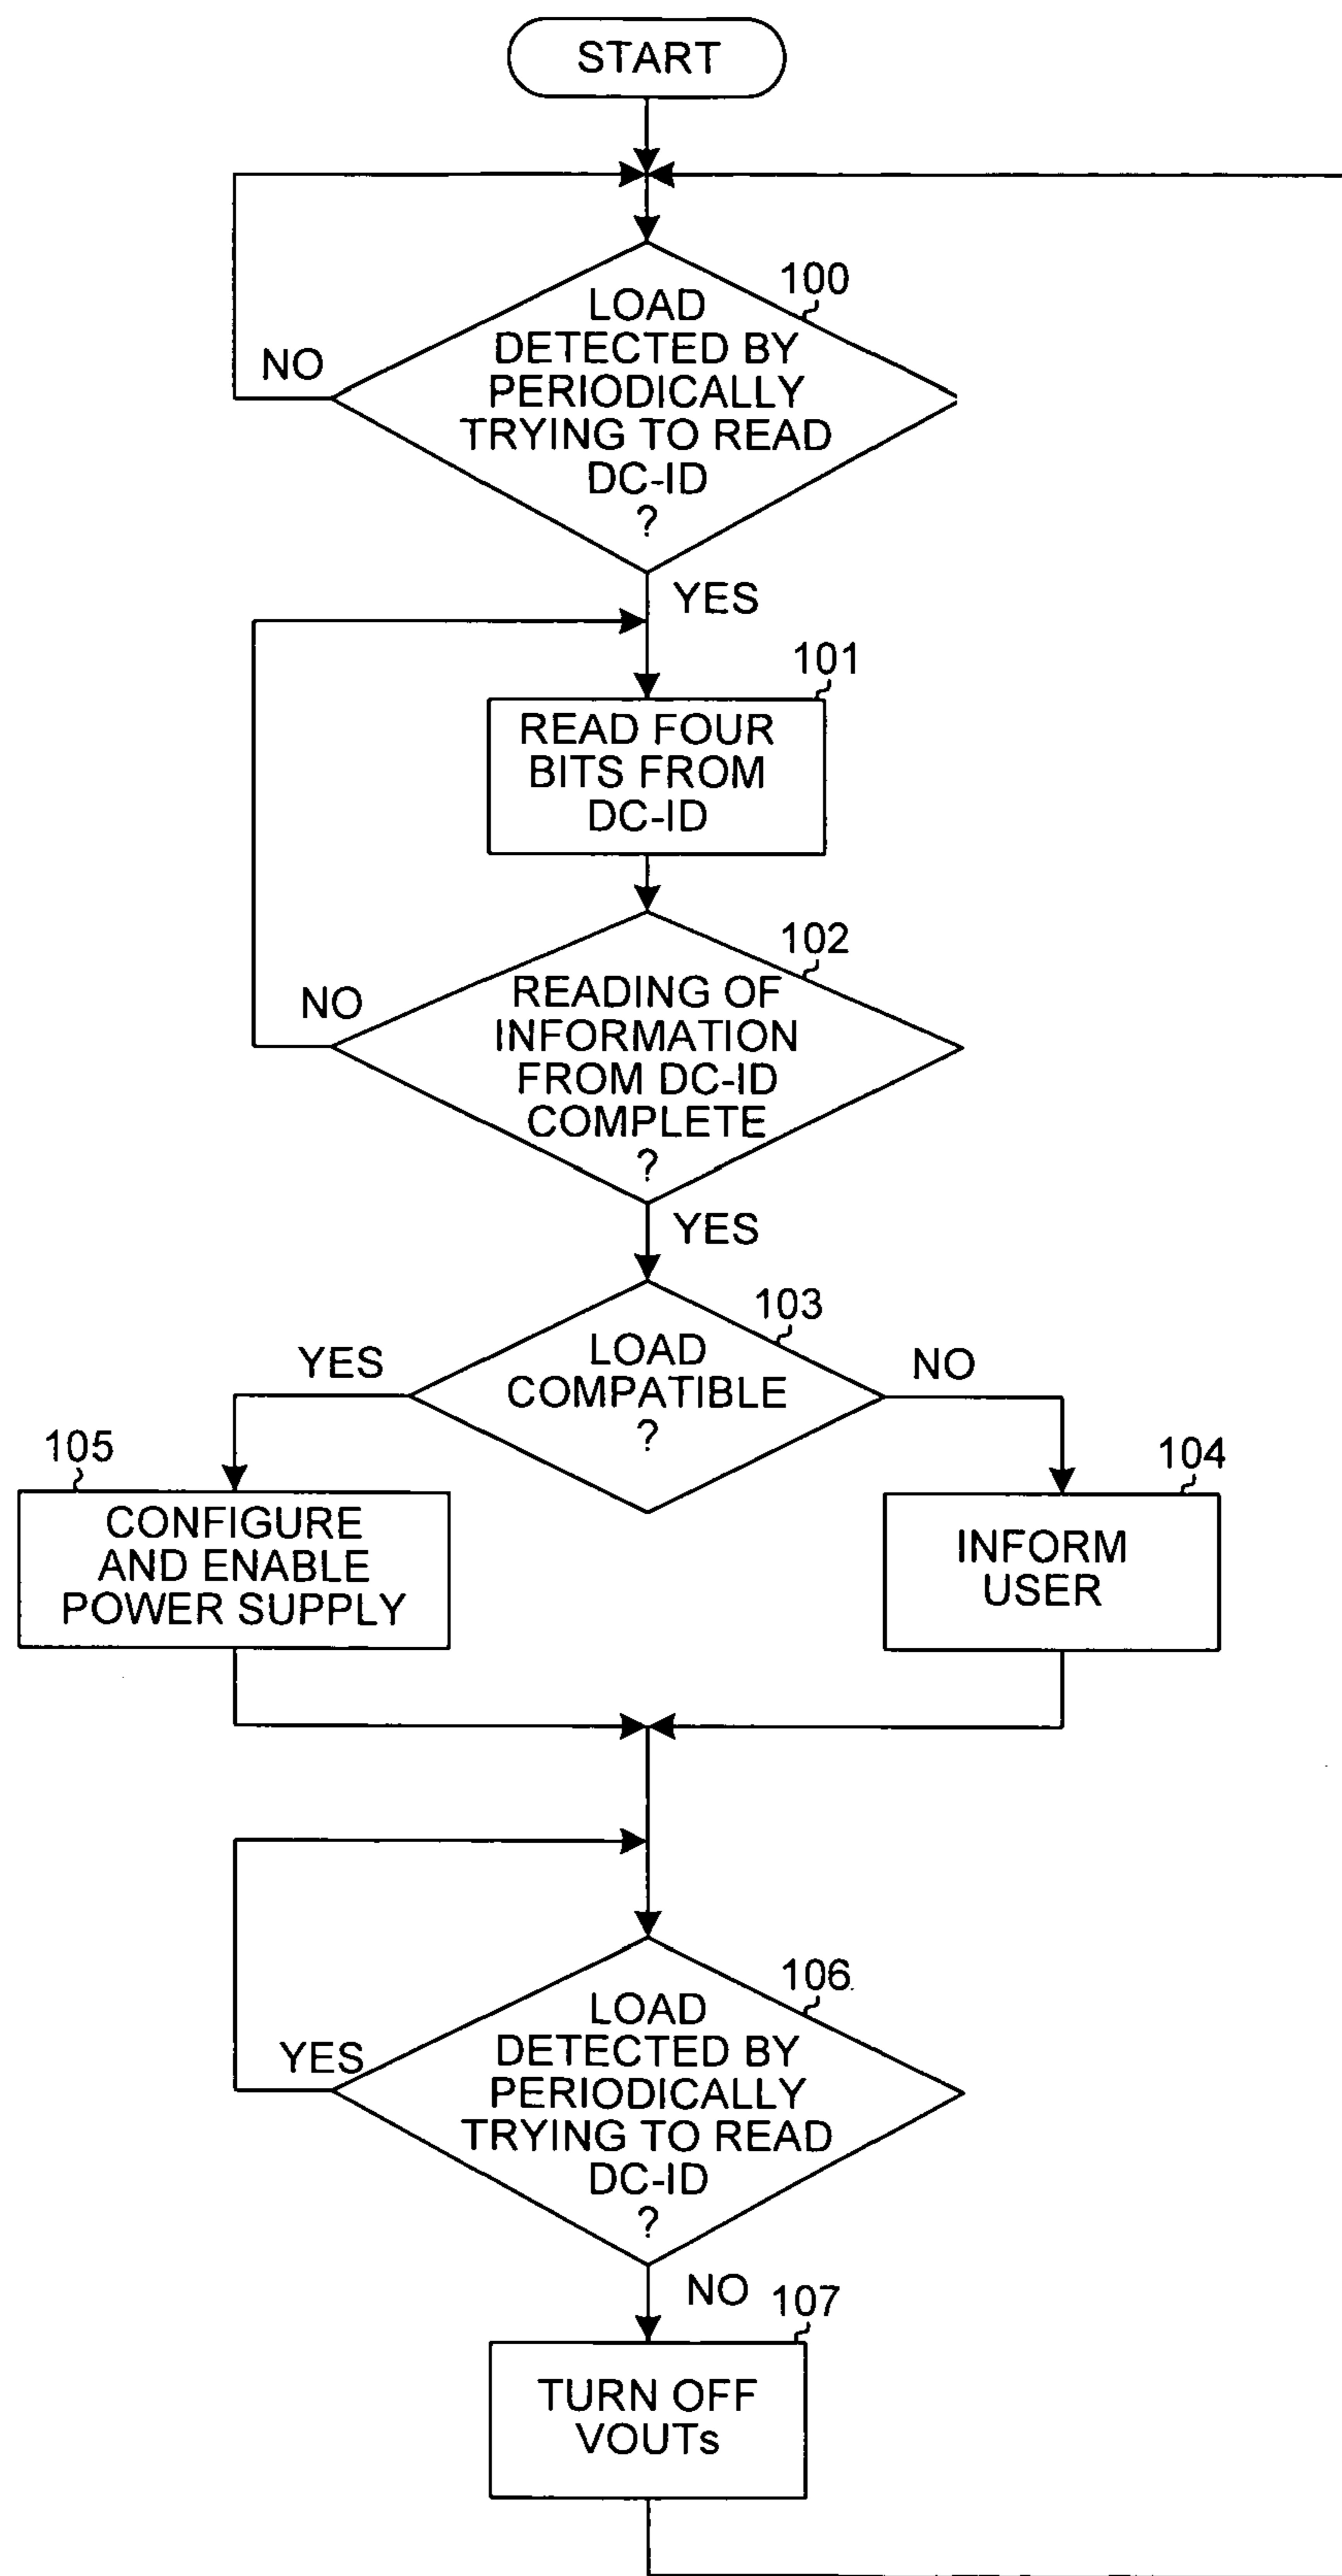 START
100
LOAD
DETECTED BY
PERIODICALLY
TRYING TO READ
DC-ID
?
NO
YES
101
READ FOUR
BITS FROM
DC-ID
102
READING OF
INFORMATION
FROM DC-ID
COMPLETE
?
NO
YES
103
LOAD
COMPATIBLE
?
YES
NO
105
CONFIGURE
AND ENABLE
POWER SUPPLY
104
INFORM
USER
106
LOAD
DETECTED BY
PERIODICALLY
TRYING TO READ
DC-ID
?
YES
NO
107
TURN OFF
VOUTs